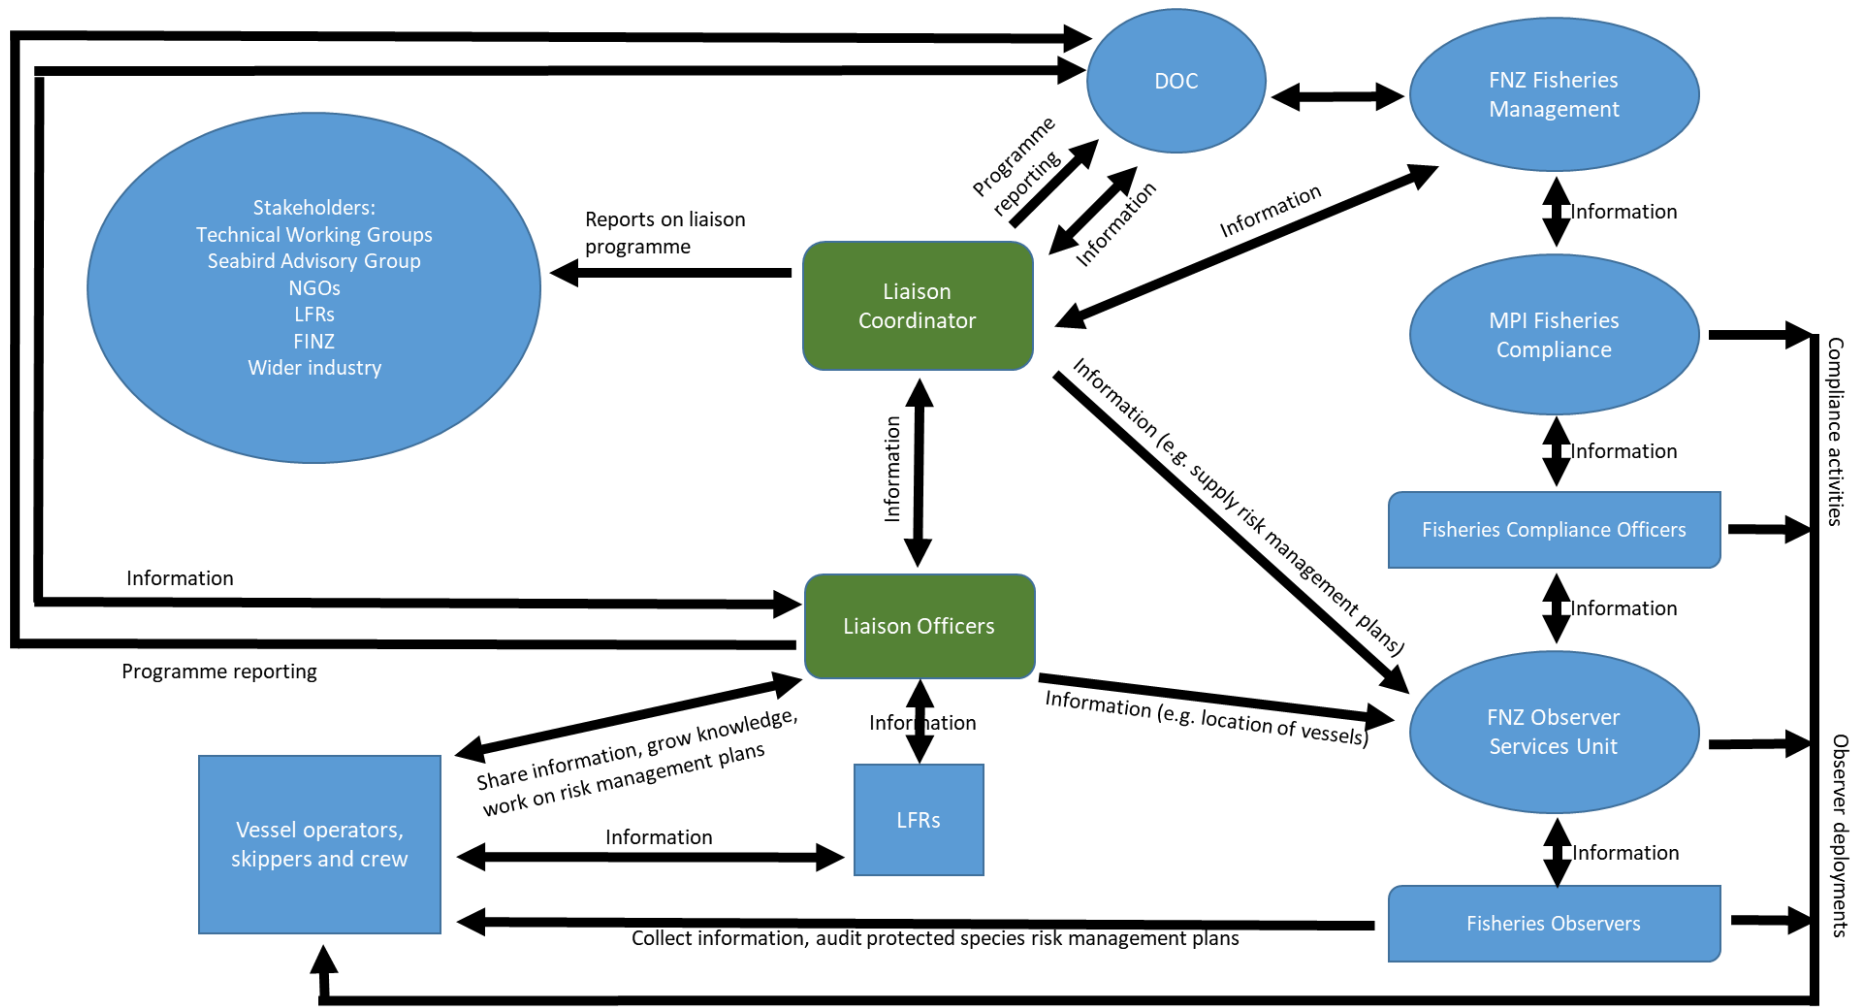 DOC
FNZ Fisheries
Management
Programme
reporting
Information
Information
Information
Stakeholders:
Technical Working Groups
Seabird Advisory Group
NGOs
LFRs
FINZ
Wider industry
Reports on liaison
programme
Liaison
Coordinator
MPI Fisheries
Compliance
Compliance activities
Information
Information
Information (e.g. supply risk management plans)
Fisheries Compliance Officers
Information
Information
Liaison Officers
Programme reporting
Information (e.g. location of vessels)
FNZ Observer
Services Unit
Observer deployments
Share information, grow knowledge,
work on risk management plans
Information
Vessel operators,
skippers and crew
Information
LFRs
Information
Fisheries Observers
Collect information, audit protected species risk management plans